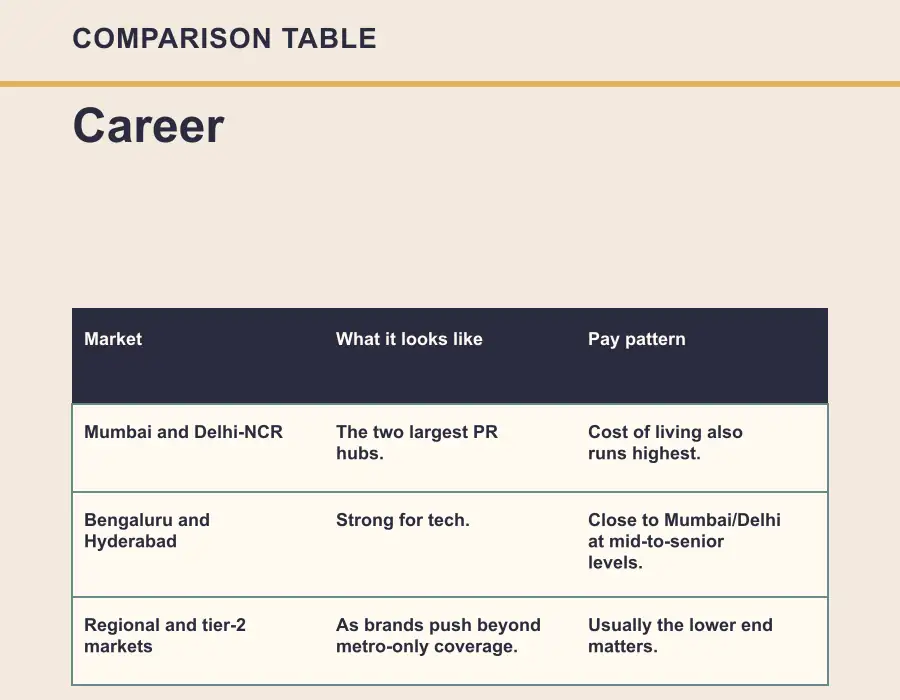 COMPARISON TABLE
Career
Market
What it looks like
Pay pattern
Mumbai and Delhi-NCR
The two largest PR
hubs.
Cost of living also
runs highest.
Bengaluru and
Hyderabad
Strong for tech.
Close to Mumbai/Delhi
at mid-to-senior
levels.
Regional and tier-2
markets
As brands push beyond
metro-only coverage.
Usually the lower end
matters.